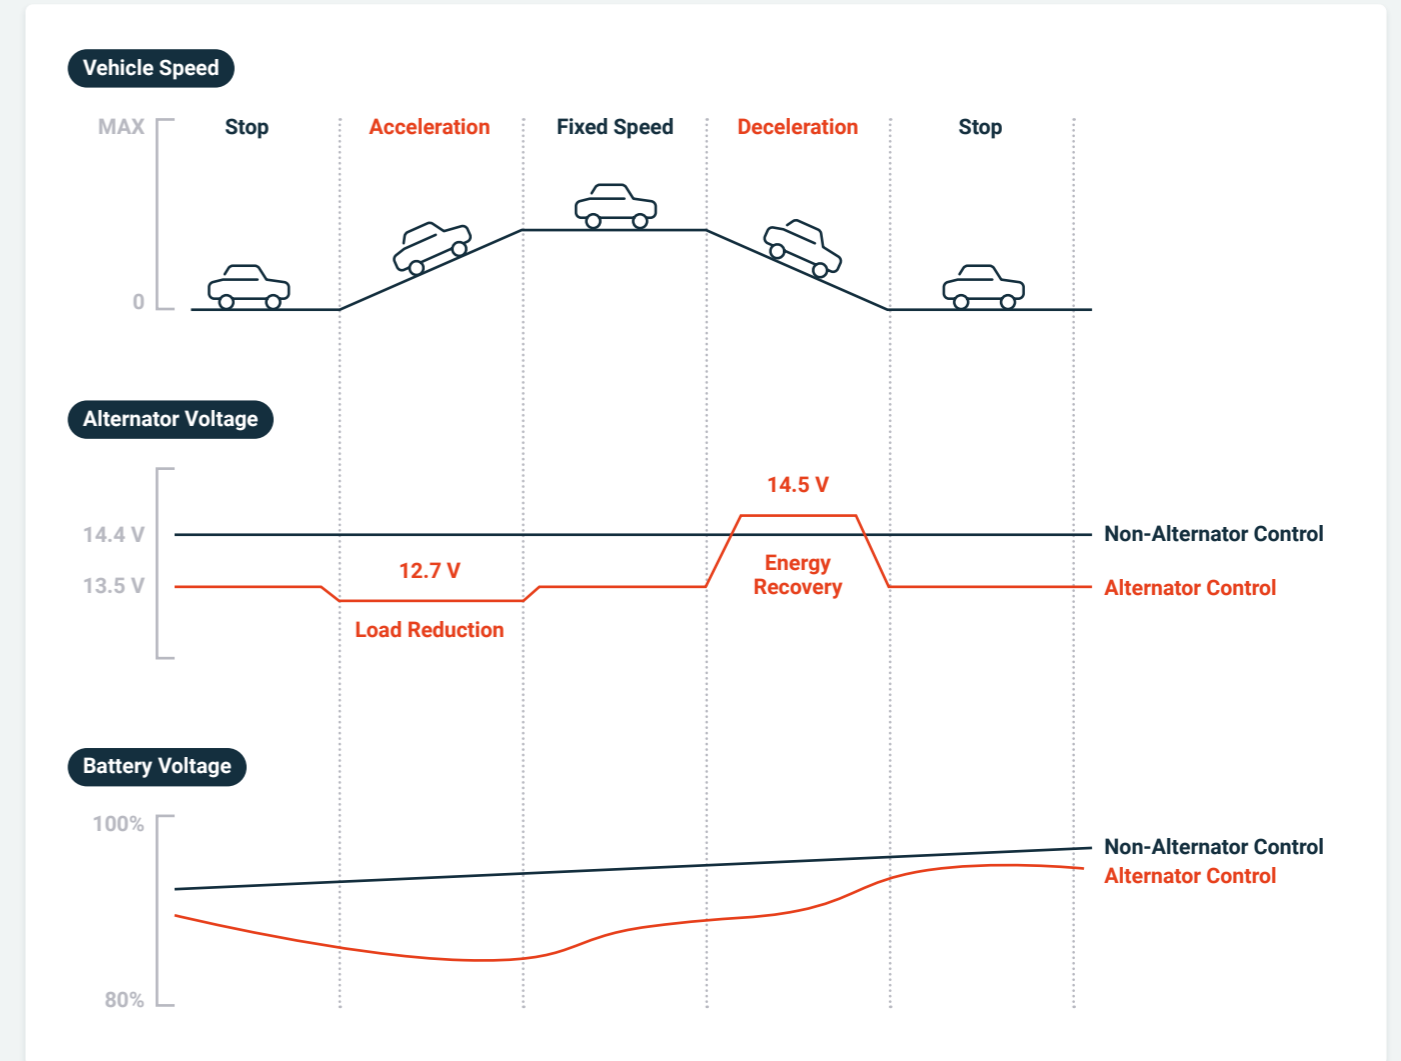 Vehicle Speed
MAX
Stop
Acceleration
Fixed Speed
Deceleration
Stop
0
Alternator Voltage
14.5 V
14.4 V
Non-Alternator Control
12.7 V
Energy
Recovery
13.5 V
Alternator Control
Load Reduction
Battery Voltage
100%
Non-Alternator Control
Alternator Control
80%